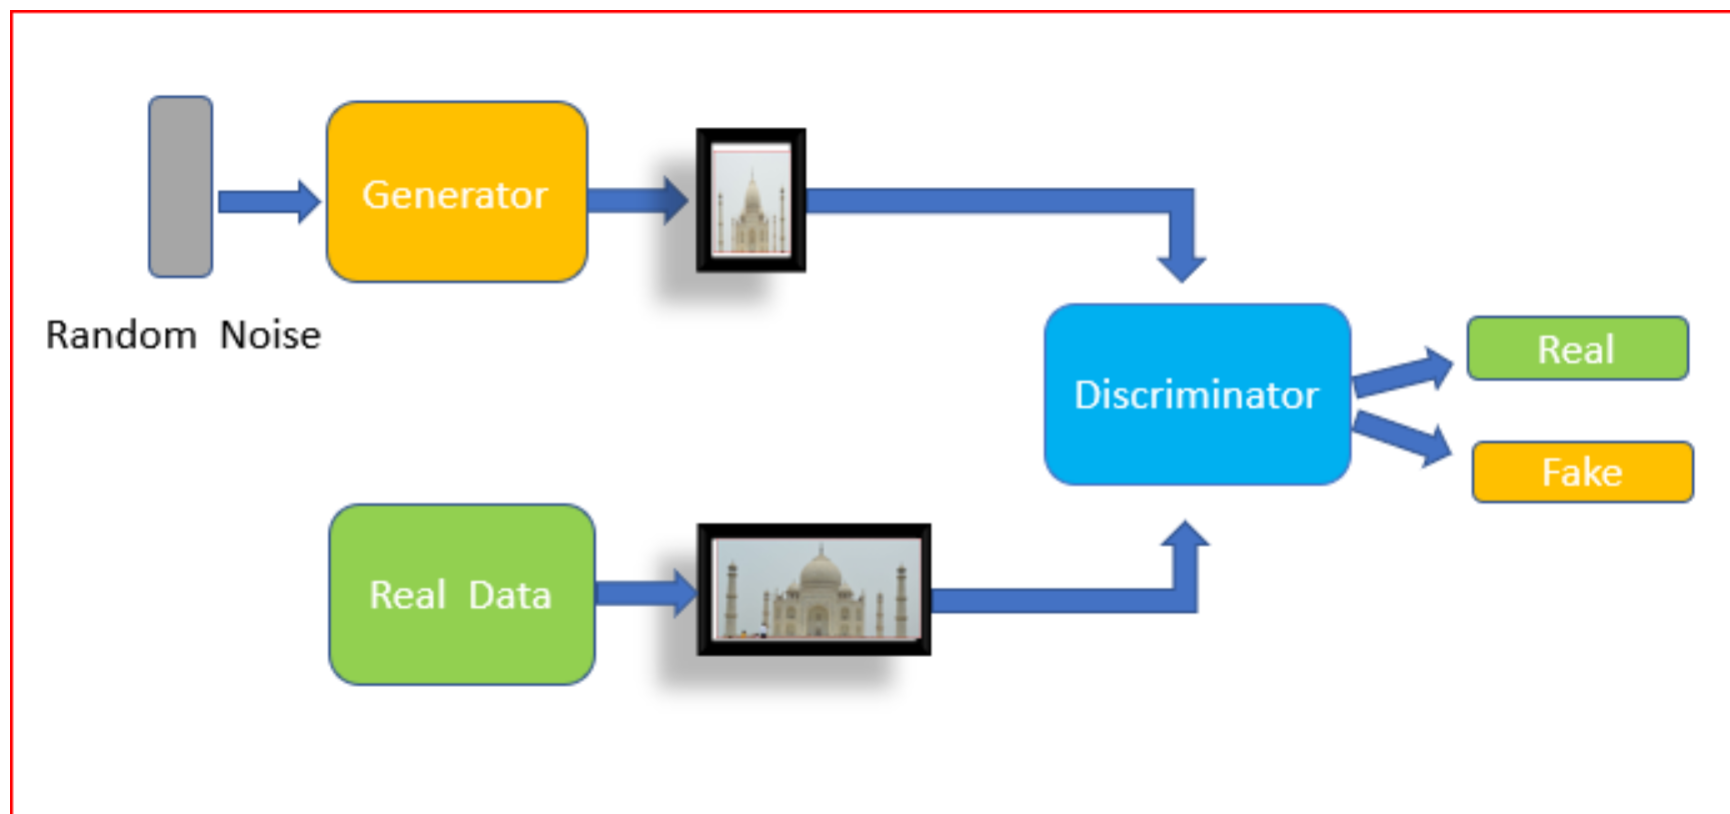 Generator
Random Noise
Real
Discriminator
Fake
Real Data